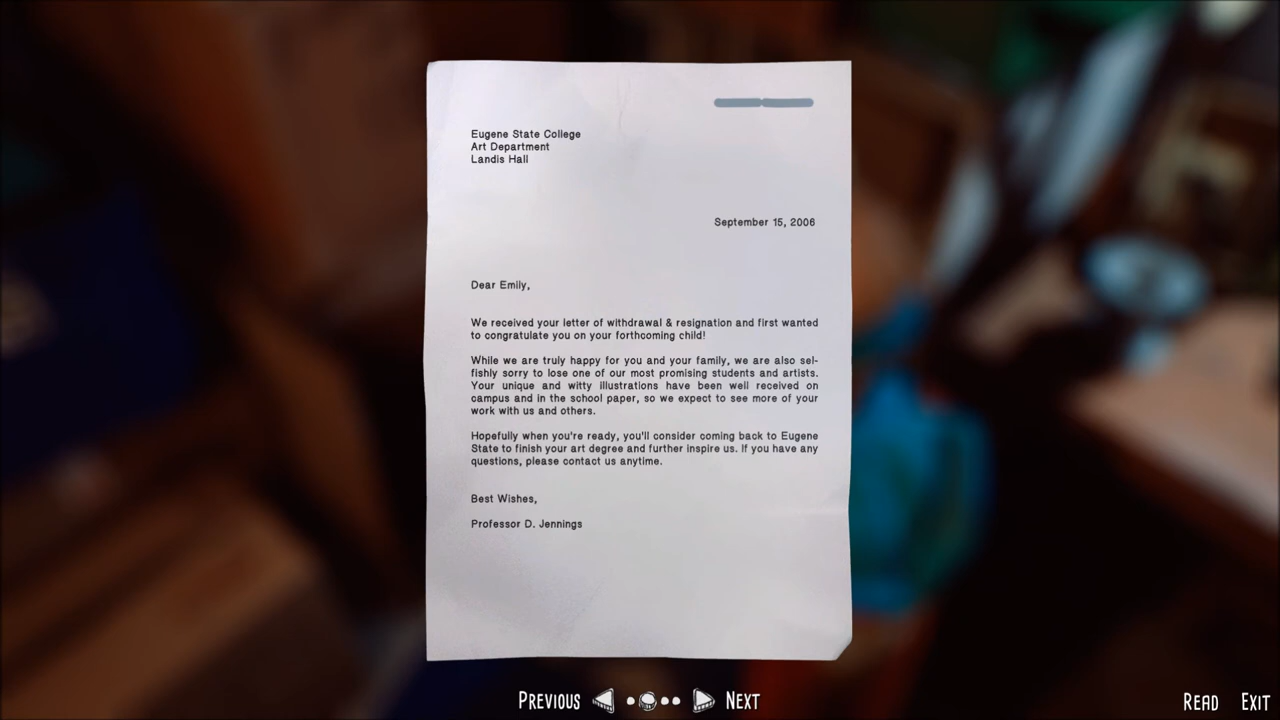 Eugene State College
Art Department
Landis Hall
September 15, 2006
Dear Emily,
We received your letter of withdrawal & resignation and first wanted
to congratulate you on your forthcoming child!
While we are truly happy for you and your family, we are also sel-
fishly sorry to lose one of our most promising students and artists.
Your unique and witty illustrations have been well received on
campus and in the school paper, so we expect to see more of your
work with us and others.
Hopefully when you're ready, you'll consider coming back to Eugene
State to finish your art degree and further inspire us. If you have any
questions, please contact us anytime.
Best Wishes,
Professor D. Jennings
PREVIOUS NEXT
READ EXIT